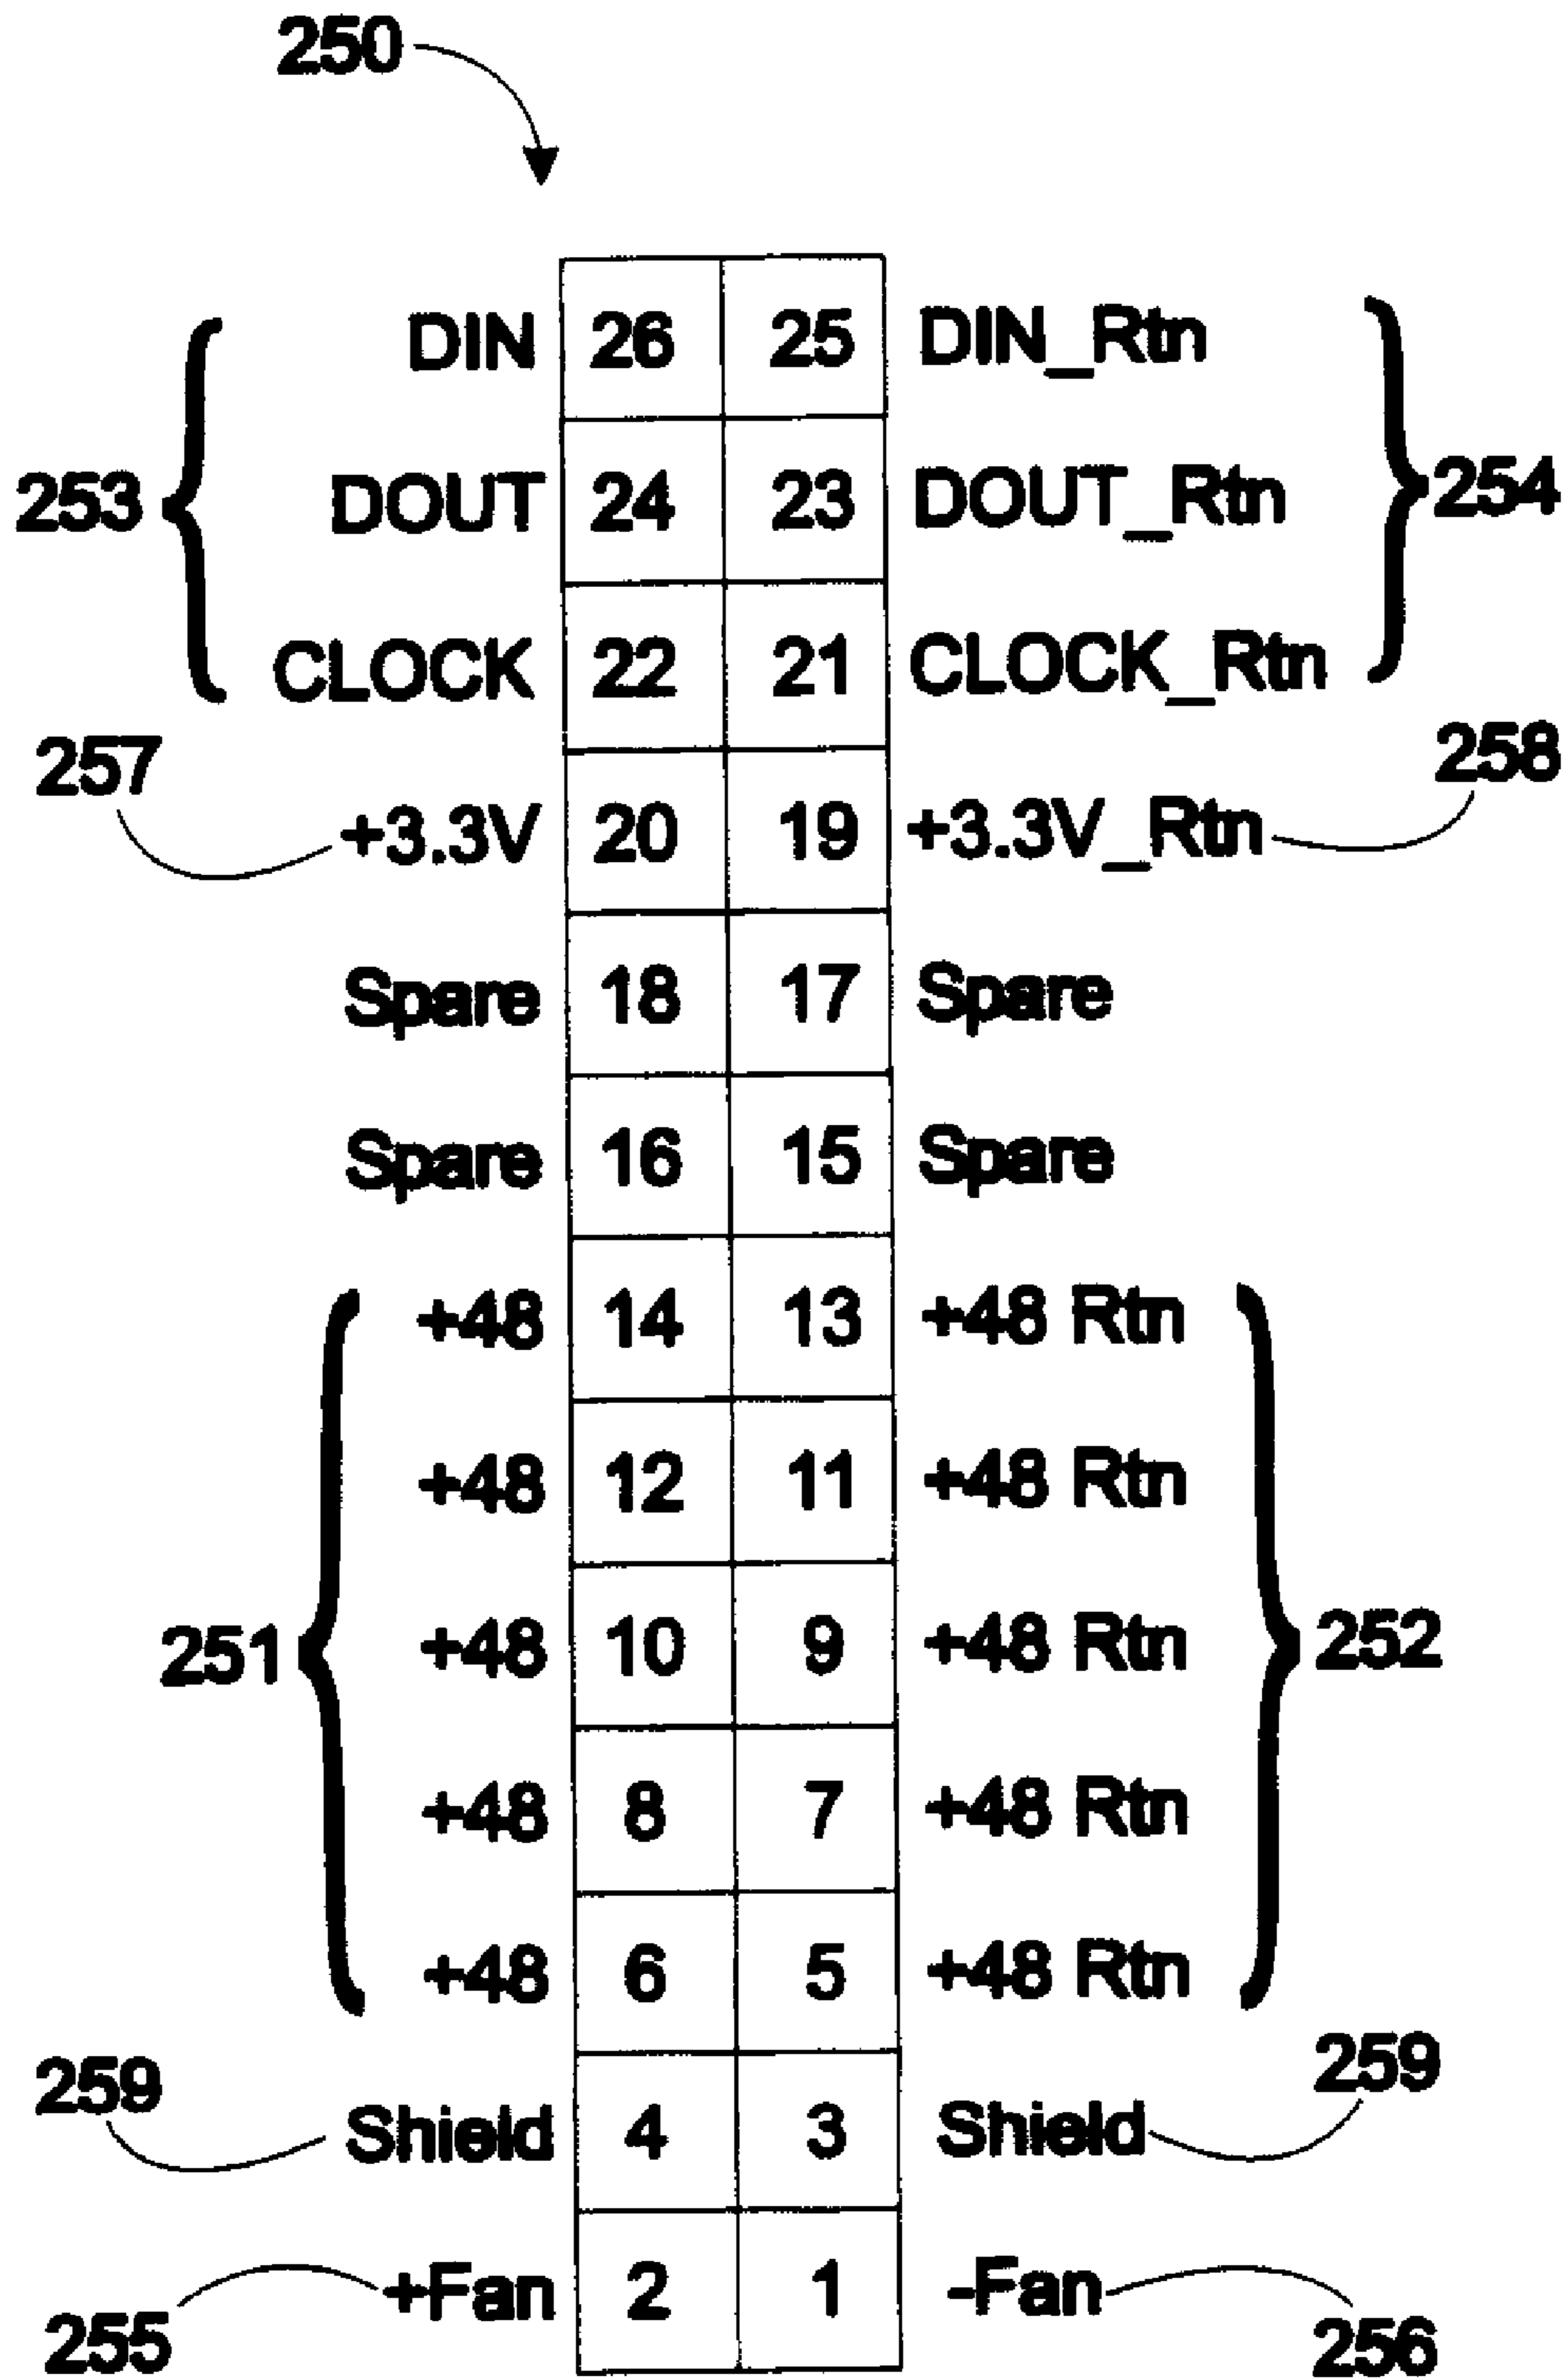 250
DIN 26 25 DIN_Rtn
253 DOUT 24 23 DOUT_Rtn 254
CLOCK 22 21 CLOCK_Rtn
257 258
+3.3V 20 19 +3.3V_Rtn
Spare 18 17 Spare
Spare 16 15 Spare
+48 14 13 +48 Rtn
+48 12 11 +48 Rtn
251 +48 10 9 +48 Rtn 252
+48 8 7 +48 Rtn
+48 6 5 +48 Rtn
259 259
Shield 4 3 Shield
+Fan 2 1 -Fan
255 256